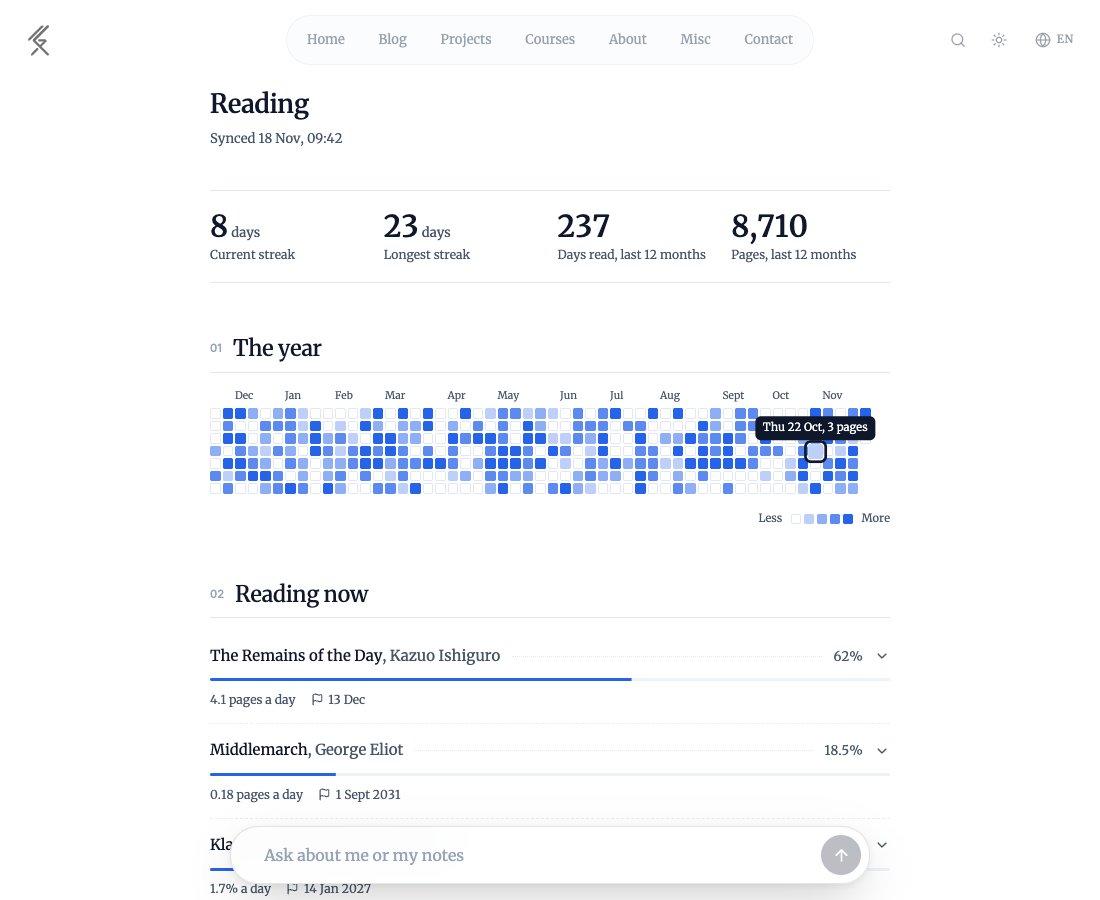 Home Blog Projects Courses About Misc Contact EN
Reading
Synced 18 Nov, 09:42
8 days 23 days 237 8,710
Current streak Longest streak Days read, last 12 months Pages, last 12 months
01 The year
Dec Jan Feb Mar Apr May Jun Jul Aug Sept Oct Nov
Thu 22 Oct, 3 pages
Less More
02 Reading now
The Remains of the Day, Kazuo Ishiguro 62%
4.1 pages a day 13 Dec
Middlemarch, George Eliot 18.5%
0.18 pages a day 1 Sept 2031
Kla
Ask about me or my notes
1.7% a day 14 Jan 2027